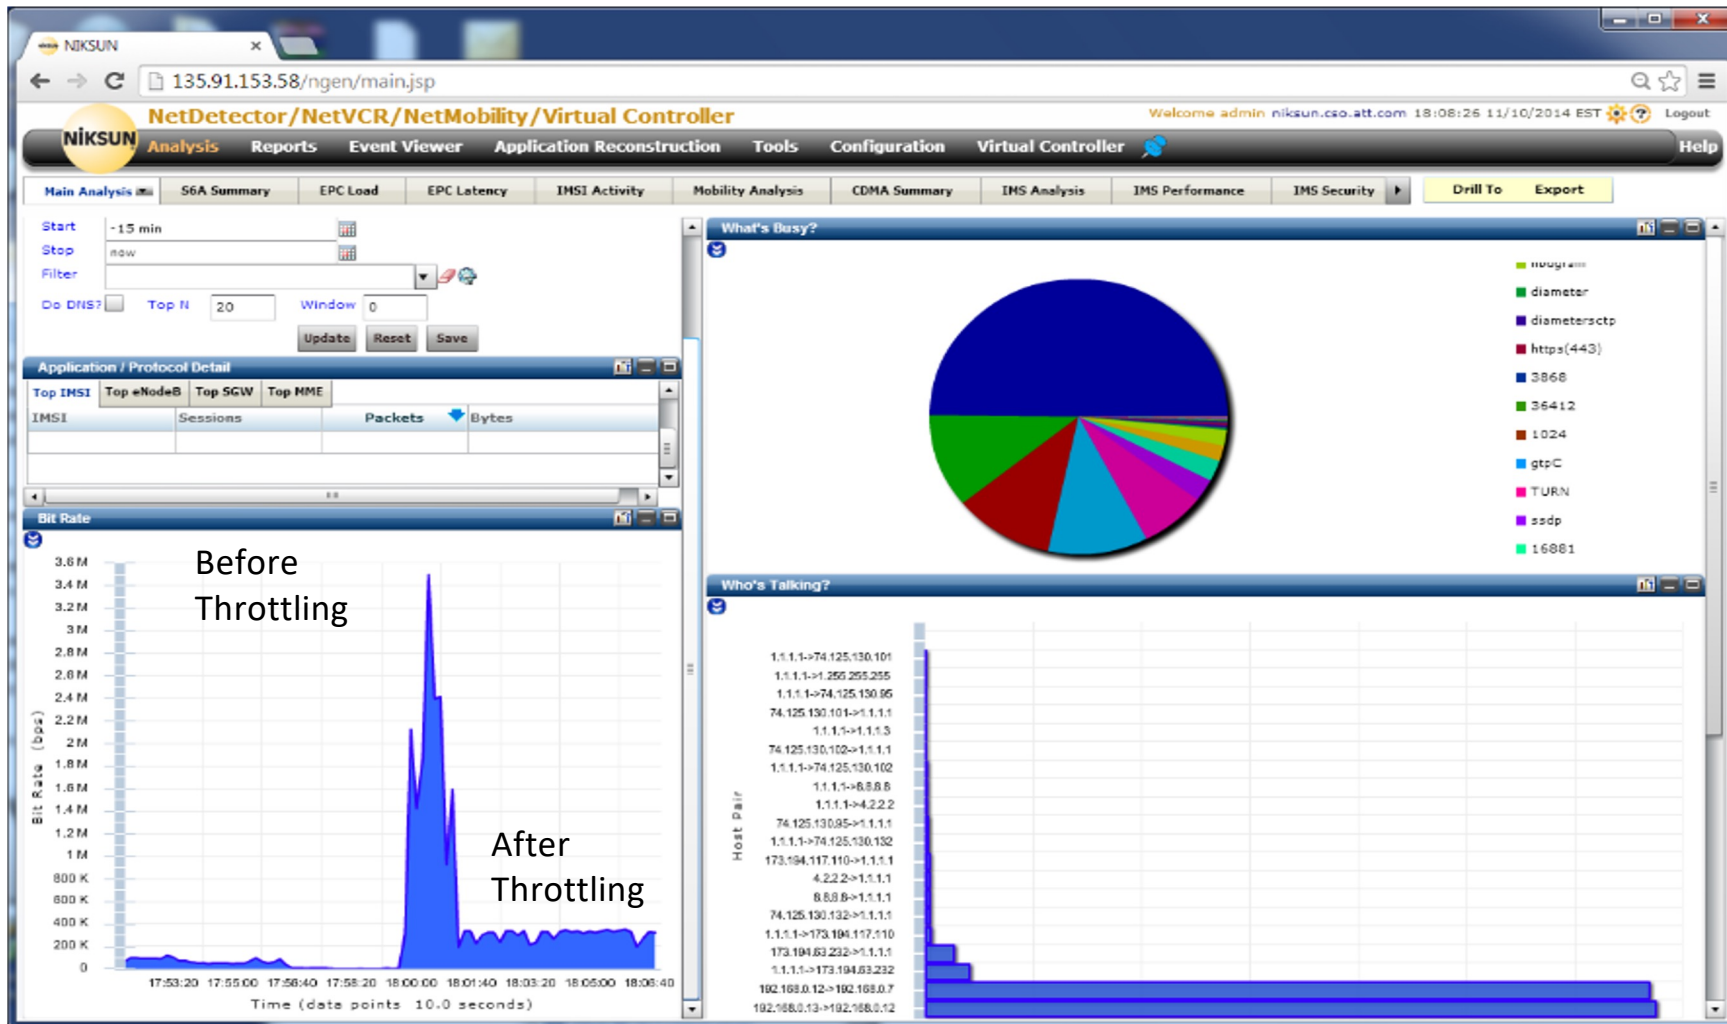 NIKSUN
135.91.153.58/ngen/main.jsp
NIKSUN
NetDetector/NetVCR/NetMobility/Virtual Controller
Welcome admin niksun.cso.att.com 18:08:26 11/10/2014 EST Logout
Analysis Reports Event Viewer Application Reconstruction Tools Configuration Virtual Controller Help
Main Analysis S6A Summary EPC Load EPC Latency IMSI Activity Mobility Analysis CDMA Summary IMS Analysis IMS Performance IMS Security Drill To Export
Start -15 min
Stop now
Filter
Do DNS? Top N 20 Window 0
Update Reset Save
Application / Protocol Detail
Top IMSI Top eNodeB Top SGW Top MME
IMSI Sessions Packets Bytes
Bit Rate
Before
Throttling
After
Throttling
3.6 M
3.4 M
3.2 M
3 M
2.8 M
2.6 M
2.4 M
2.2 M
2 M
1.8 M
1.6 M
1.4 M
1.2 M
1 M
800 K
600 K
400 K
200 K
0
Bit Rate (bps)
17:53:20 17:55:00 17:56:40 17:58:20 18:00:00 18:01:40 18:03:20 18:05:00 18:06:40
Time (data points 10.0 seconds)
What's Busy?
diameter
diametersctp
https(443)
3868
36412
1024
gtpC
TURN
ssdp
16881
Who's Talking?
Host Pair
1.1.1.1->74.125.130.101
1.1.1.1->1.255.255.255
1.1.1.1->74.125.130.95
74.125.130.101->1.1.1.1
1.1.1.1->1.1.1.3
74.125.130.102->1.1.1.1
1.1.1.1->74.125.130.102
1.1.1.1->8.8.8.8
1.1.1.1->4.2.2.2
74.125.130.95->1.1.1.1
1.1.1.1->74.125.130.132
173.194.117.110->1.1.1.1
4.2.2.2->1.1.1.1
8.8.8.8->1.1.1.1
74.125.130.132->1.1.1.1
1.1.1.1->173.194.117.110
173.194.63.232->1.1.1.1
1.1.1.1->173.194.63.232
192.168.0.12->192.168.0.7
192.168.0.13->192.168.0.12